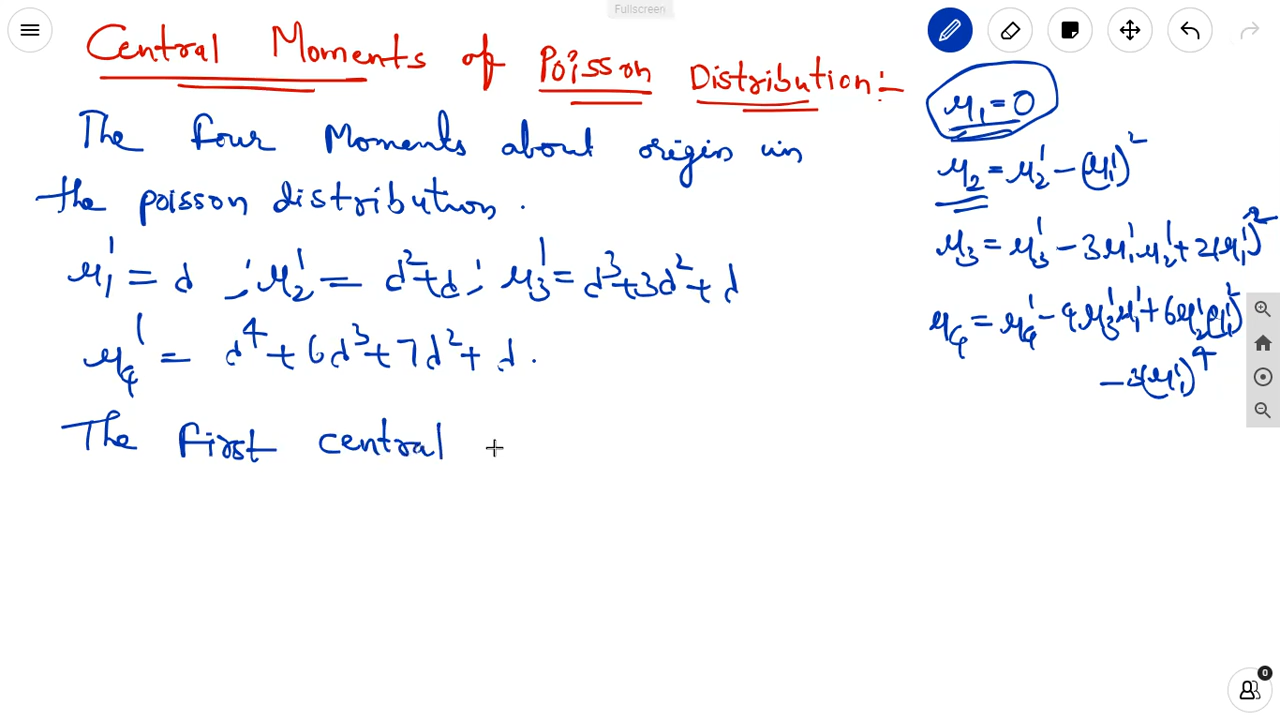 Fullscreen
Central Moments of Poisson Distribution:-
The four Moments about origin in
the poisson distribution.
μ₁' = λ ; μ₂' = λ²+λ ; μ₃' = λ³+3λ²+λ
μ₄' = λ⁴ + 6λ³ + 7λ² + λ.
The First central
μ₁ = 0
μ₂ = μ₂' - (μ₁')²
μ₃ = μ₃' - 3μ₁'μ₂' + 2(μ₁')²
μ₄ = μ₄' - 4μ₃'μ₁' + 6μ₂'(μ₁')²
- 3(μ₁')⁴
0